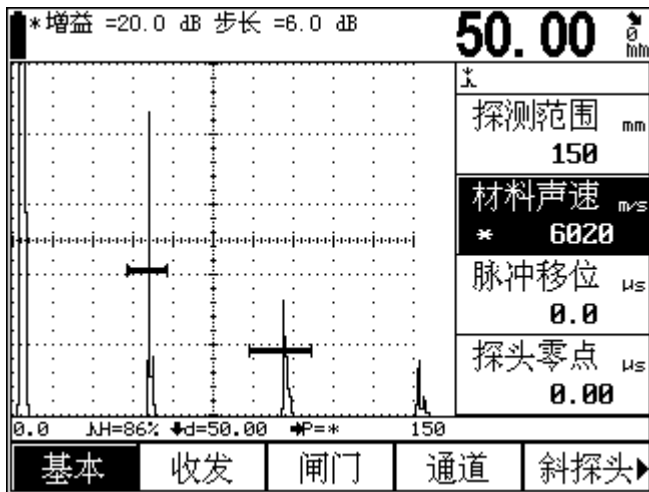 *增益 =20.0 dB 步长 =6.0 dB
50.00 0 mm
探测范围 mm
150
材料声速 m/s
* 6020
脉冲移位 μs
0.0
探头零点 μs
0.00
0.0 H=86% d=50.00 P=* 150
基本 收发 闸门 通道 斜探头